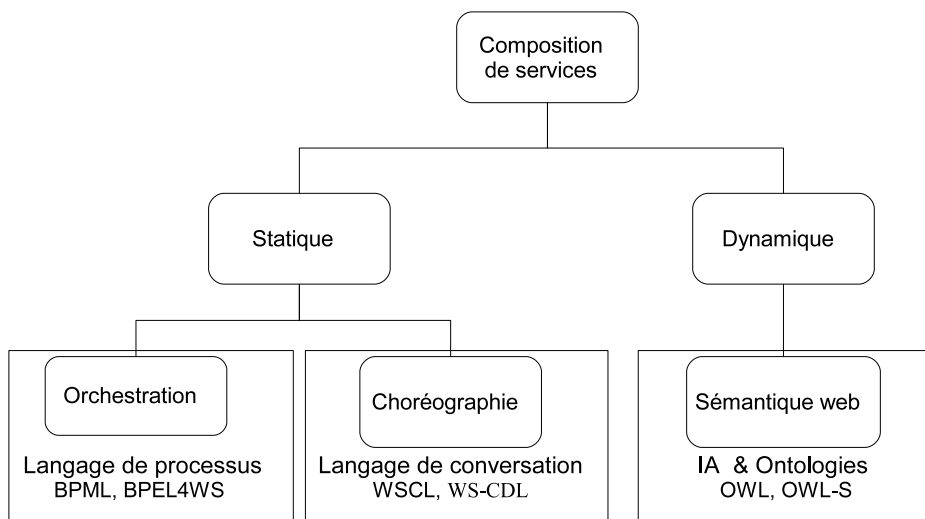 Composition
de services
Statique
Dynamique
Orchestration
Choréographie
Sémantique web
Langage de processus
BPML, BPEL4WS
Langage de conversation
WSCL, WS-CDL
IA & Ontologies
OWL, OWL-S